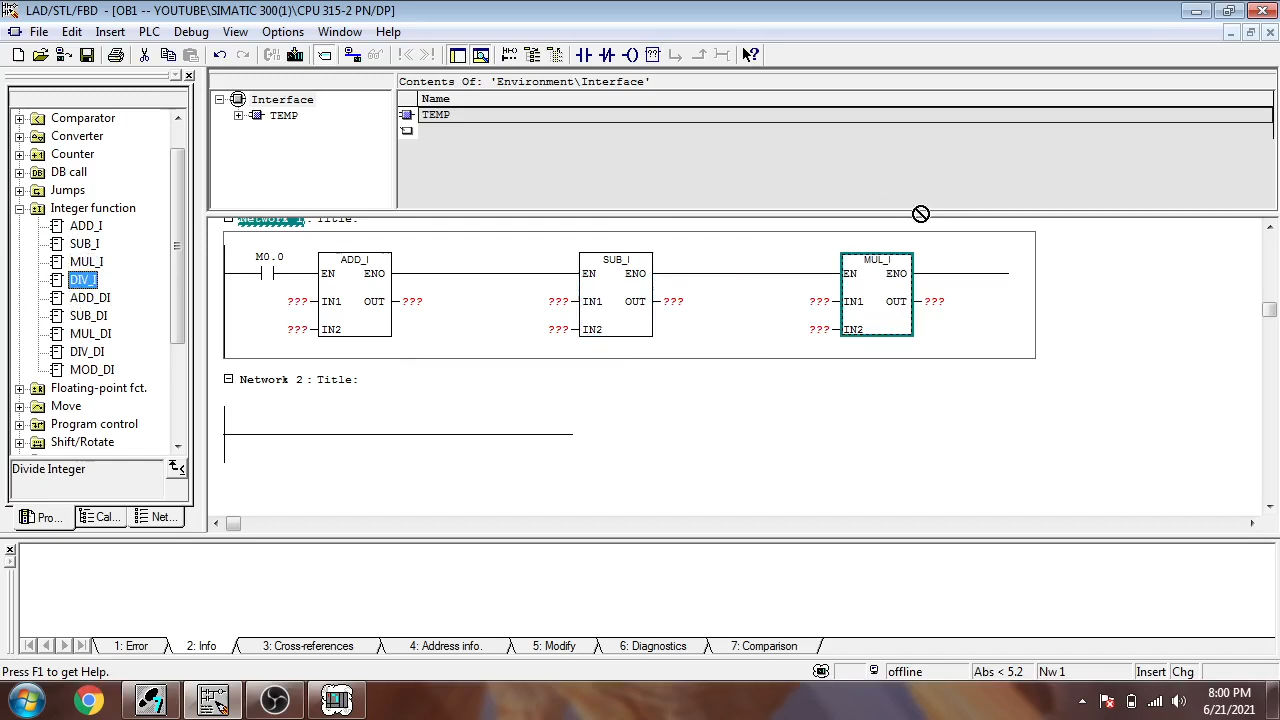 LAD/STL/FBD - [OB1 -- YOUTUBE\SIMATIC 300(1)\CPU 315-2 PN/DP]
File Edit Insert PLC Debug View Options Window Help
Contents Of: 'Environment\Interface'
Interface
TEMP
Name
TEMP
Comparator
Converter
Counter
DB call
Jumps
Integer function
ADD_I
SUB_I
MUL_I
DIV_I
ADD_DI
SUB_DI
MUL_DI
DIV_DI
MOD_DI
Floating-point fct.
Move
Program control
Shift/Rotate
Divide Integer
Pro... Cal... Net...
Network 1 : Title:
M0.0 ADD_I SUB_I MUL_I
EN ENO EN ENO EN ENO
??? IN1 OUT ??? ??? IN1 OUT ??? ??? IN1 OUT ???
??? IN2 ??? IN2 ??? IN2
Network 2 : Title:
1: Error 2: Info 3: Cross-references 4: Address info. 5: Modify 6: Diagnostics 7: Comparison
Press F1 to get Help. offline Abs < 5.2 Nw 1 Insert Chg
8:00 PM
6/21/2021